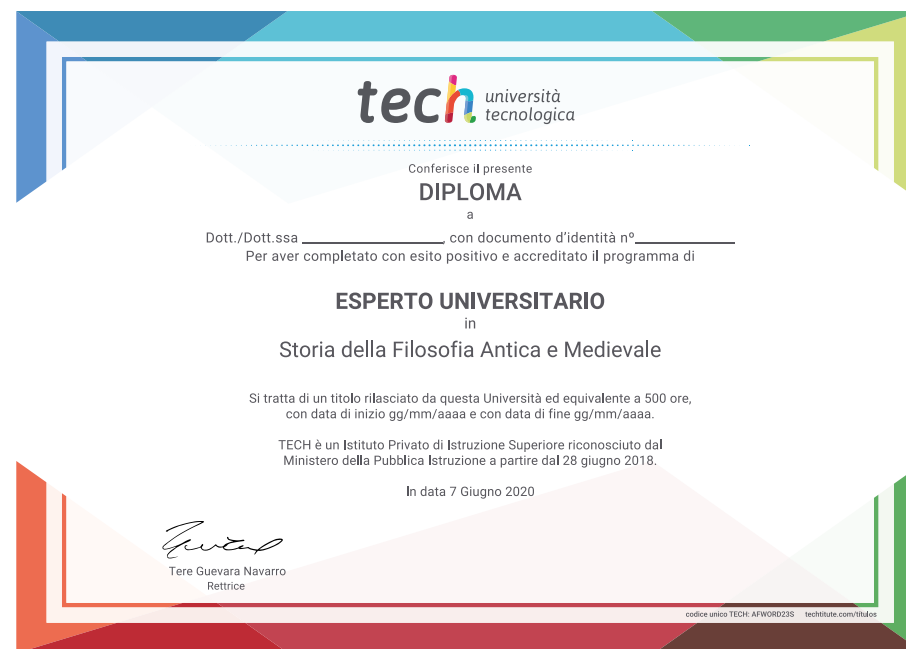 tech università
tecnologica
Conferisce il presente
DIPLOMA
a
Dott./Dott.ssa ____________________, con documento d'identità nº______________
Per aver completato con esito positivo e accreditato il programma di
ESPERTO UNIVERSITARIO
in
Storia della Filosofia Antica e Medievale
Si tratta di un titolo rilasciato da questa Università ed equivalente a 500 ore,
con data di inizio gg/mm/aaaa e con data di fine gg/mm/aaaa.
TECH è un Istituto Privato di Istruzione Superiore riconosciuto dal
Ministero della Pubblica Istruzione a partire dal 28 giugno 2018.
In data 7 Giugno 2020
Tere Guevara Navarro
Rettrice
codice unico TECH: AFWORD23S techtitute.com/títulos